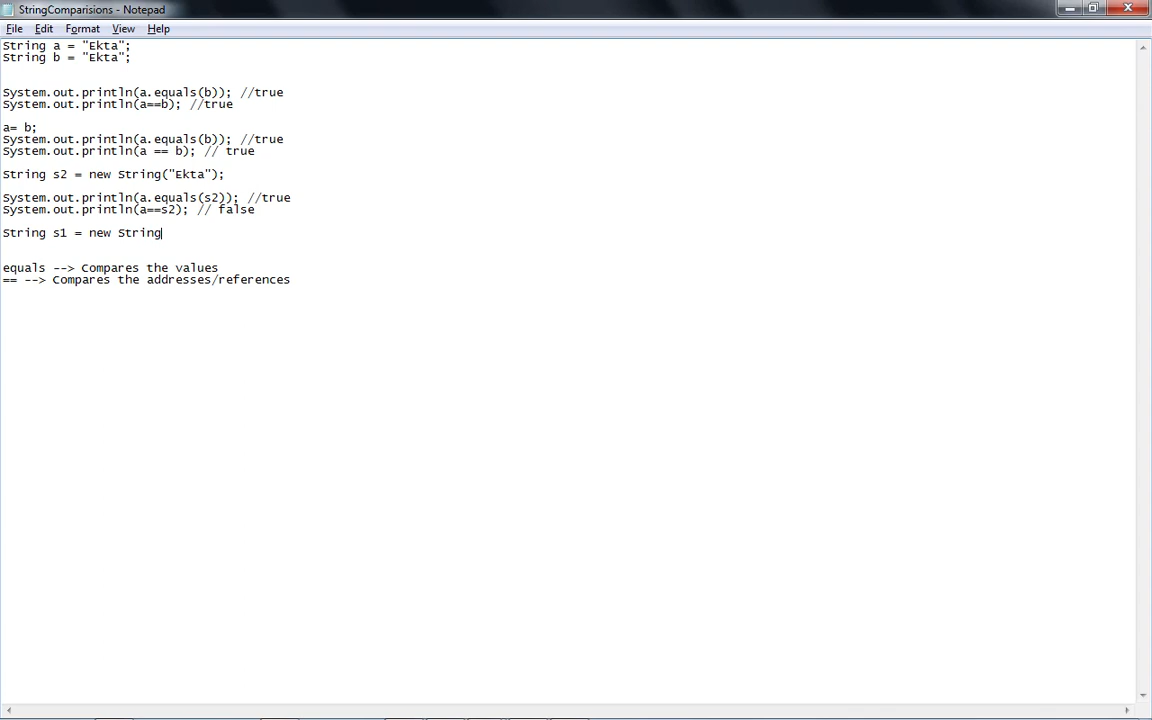 StringComparisions - Notepad
File Edit Format View Help
String a = "Ekta";
String b = "Ekta";
System.out.println(a.equals(b)); //true
System.out.println(a==b); //true
a= b;
System.out.println(a.equals(b)); //true
System.out.println(a == b); // true
String s2 = new String("Ekta");
System.out.println(a.equals(s2)); //true
System.out.println(a==s2); // false
String s1 = new String
equals --> Compares the values
== --> Compares the addresses/references